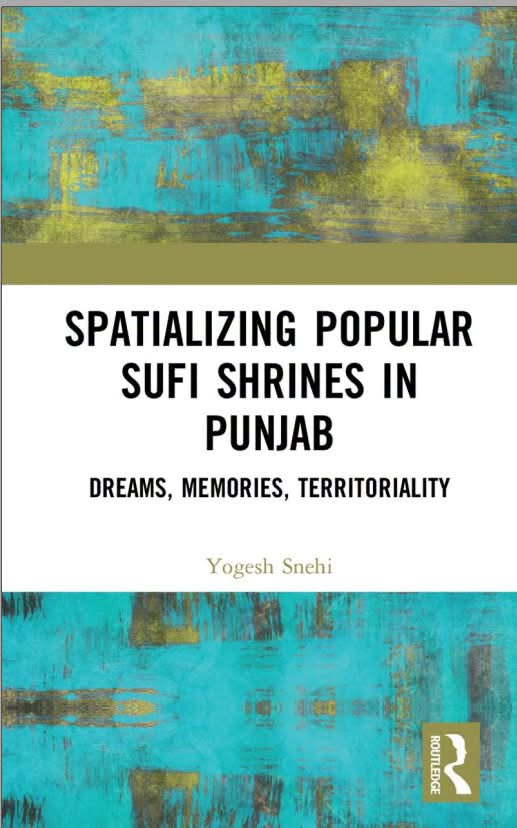 SPATIALIZING POPULAR
SUFI SHRINES IN
PUNJAB
DREAMS, MEMORIES, TERRITORIALITY
Yogesh Snehi
ROUTLEDGE